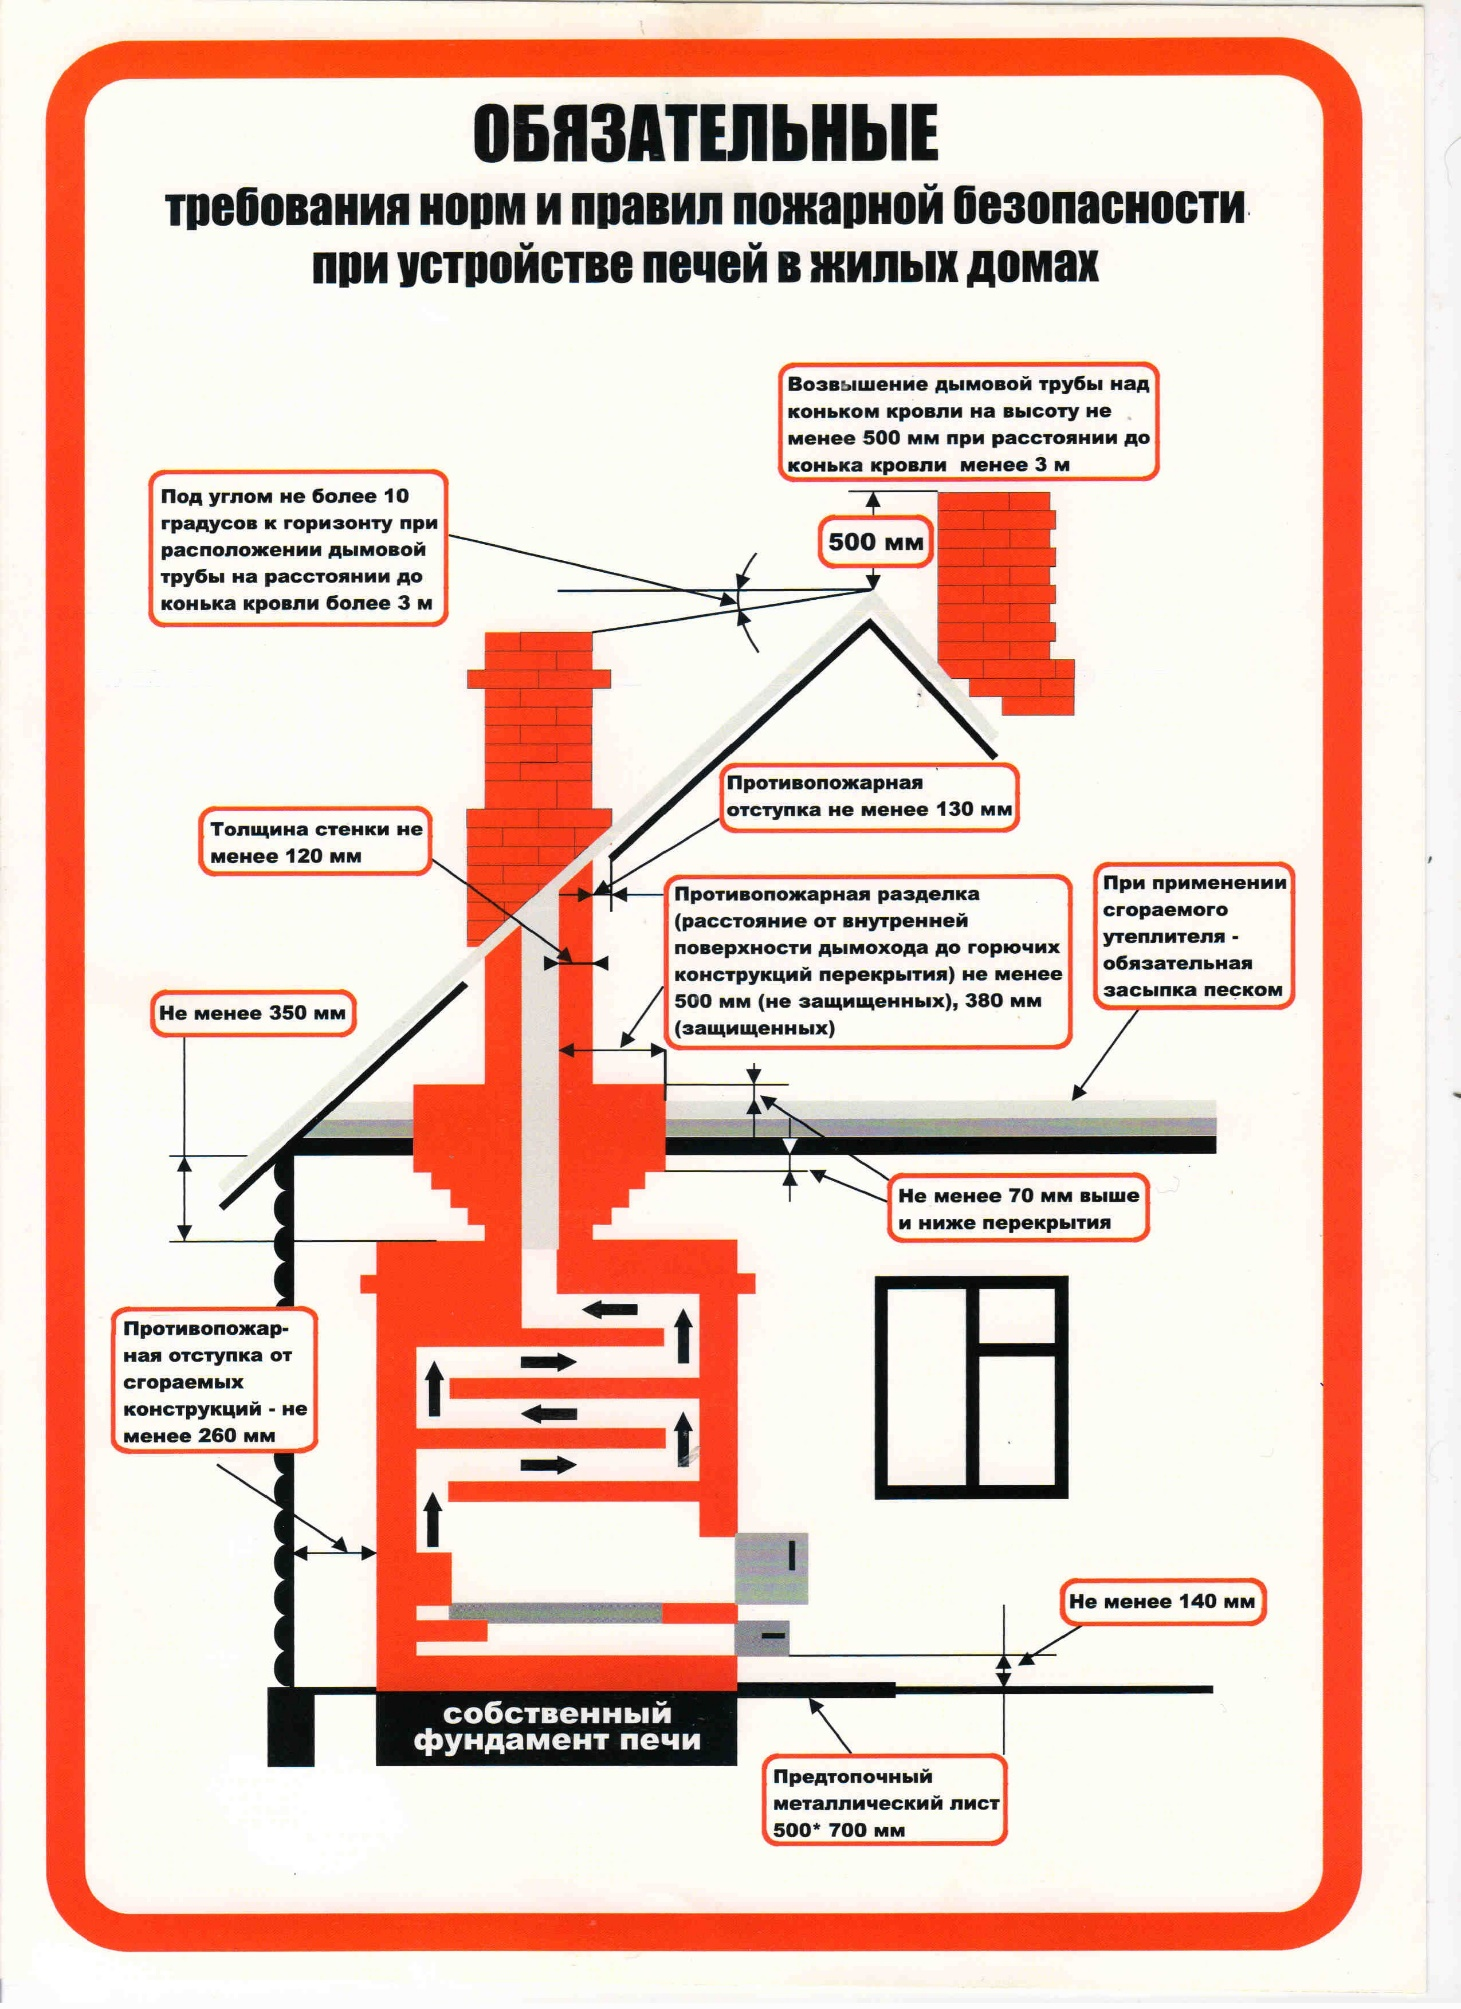 ОБЯЗАТЕЛЬНЫЕ
требования норм и правил пожарной безопасности
при устройстве печей в жилых домах
Возвышение дымовой трубы над
коньком кровли на высоту не
менее 500 мм при расстоянии до
конька кровли менее 3 м
Под углом не более 10
градусов к горизонту при
расположении дымовой
трубы на расстоянии до
конька кровли более 3 м
500 мм
Противопожарная
отступка не менее 130 мм
Толщина стенки не
менее 120 мм
Противопожарная разделка
(расстояние от внутренней
поверхности дымохода до горючих
конструкций перекрытия) не менее
500 мм (не защищенных), 380 мм
(защищенных)
При применении
сгораемого
утеплителя -
обязательная
засыпка песком
Не менее 350 мм
Не менее 70 мм выше
и ниже перекрытия
Противопожар-
ная отступка от
сгораемых
конструкций - не
менее 260 мм
Не менее 140 мм
собственный
фундамент печи
Предтопочный
металлический лист
500* 700 мм